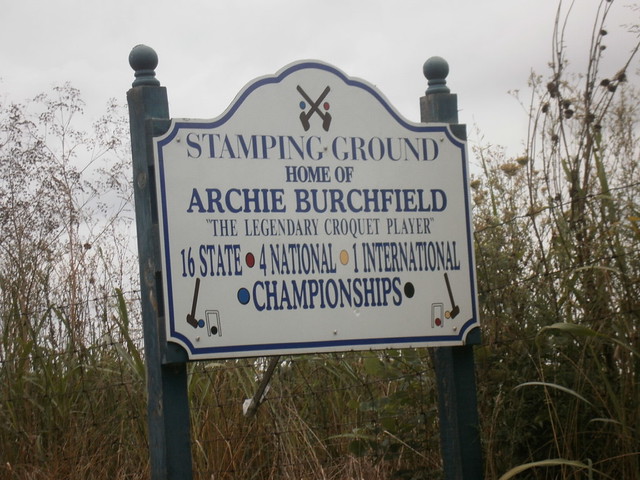 STAMPING GROUND
HOME OF
ARCHIE BURCHFIELD
"THE LEGENDARY CROQUET PLAYER"
16 STATE • 4 NATIONAL • 1 INTERNATIONAL
• CHAMPIONSHIPS •